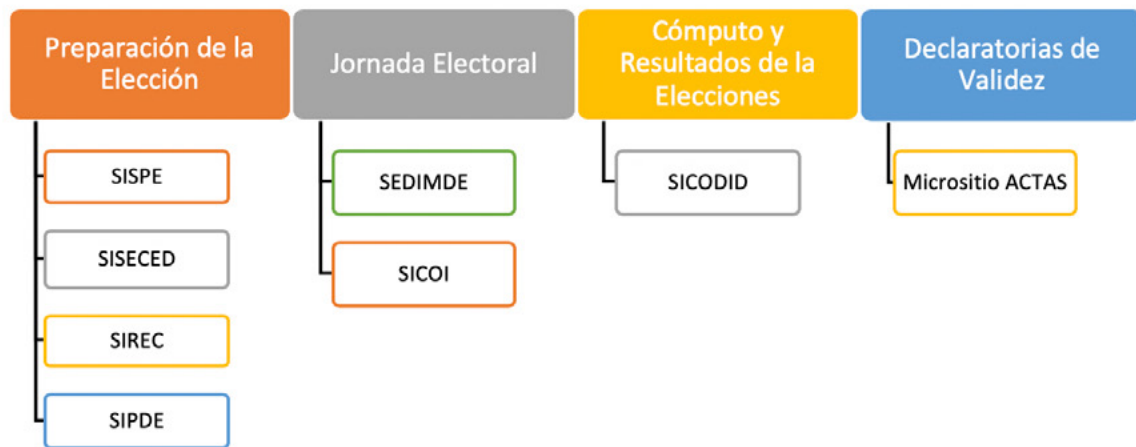 Preparación de la
Elección
SISPE
SISECED
SIREC
SIPDE
Jornada Electoral
SEDIMDE
SICOI
Cómputo y
Resultados de la
Elecciones
SICODID
Declaratorias de
Validez
Micrositio ACTAS